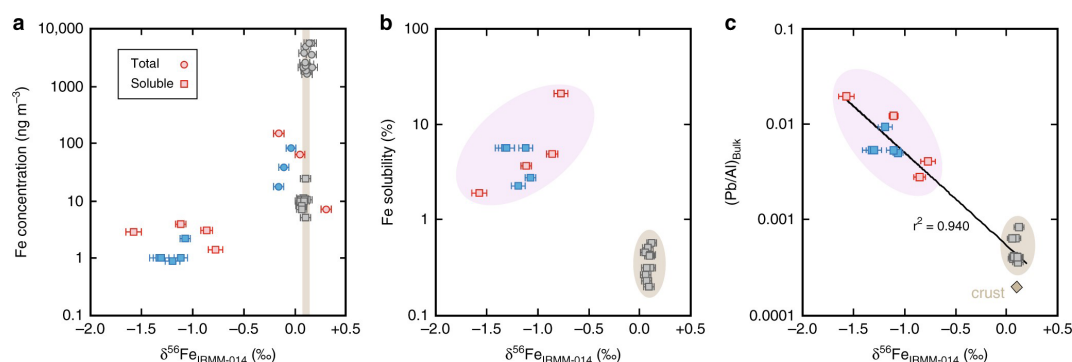 a
10,000
1000
100
10
1
0.1
Fe concentration (ng m⁻³)
Total
Soluble
−2.0 −1.5 −1.0 −0.5 0.0 +0.5
δ⁵⁶Fe_IRMM-014 (‰)
b
100
10
1
0.1
Fe solubility (%)
−2.0 −1.5 −1.0 −0.5 0.0 +0.5
δ⁵⁶Fe_IRMM-014 (‰)
c
0.1
0.01
0.001
0.0001
(Pb/Al)_Bulk
r² = 0.940
crust
−2.0 −1.5 −1.0 −0.5 0.0 +0.5
δ⁵⁶Fe_IRMM-014 (‰)